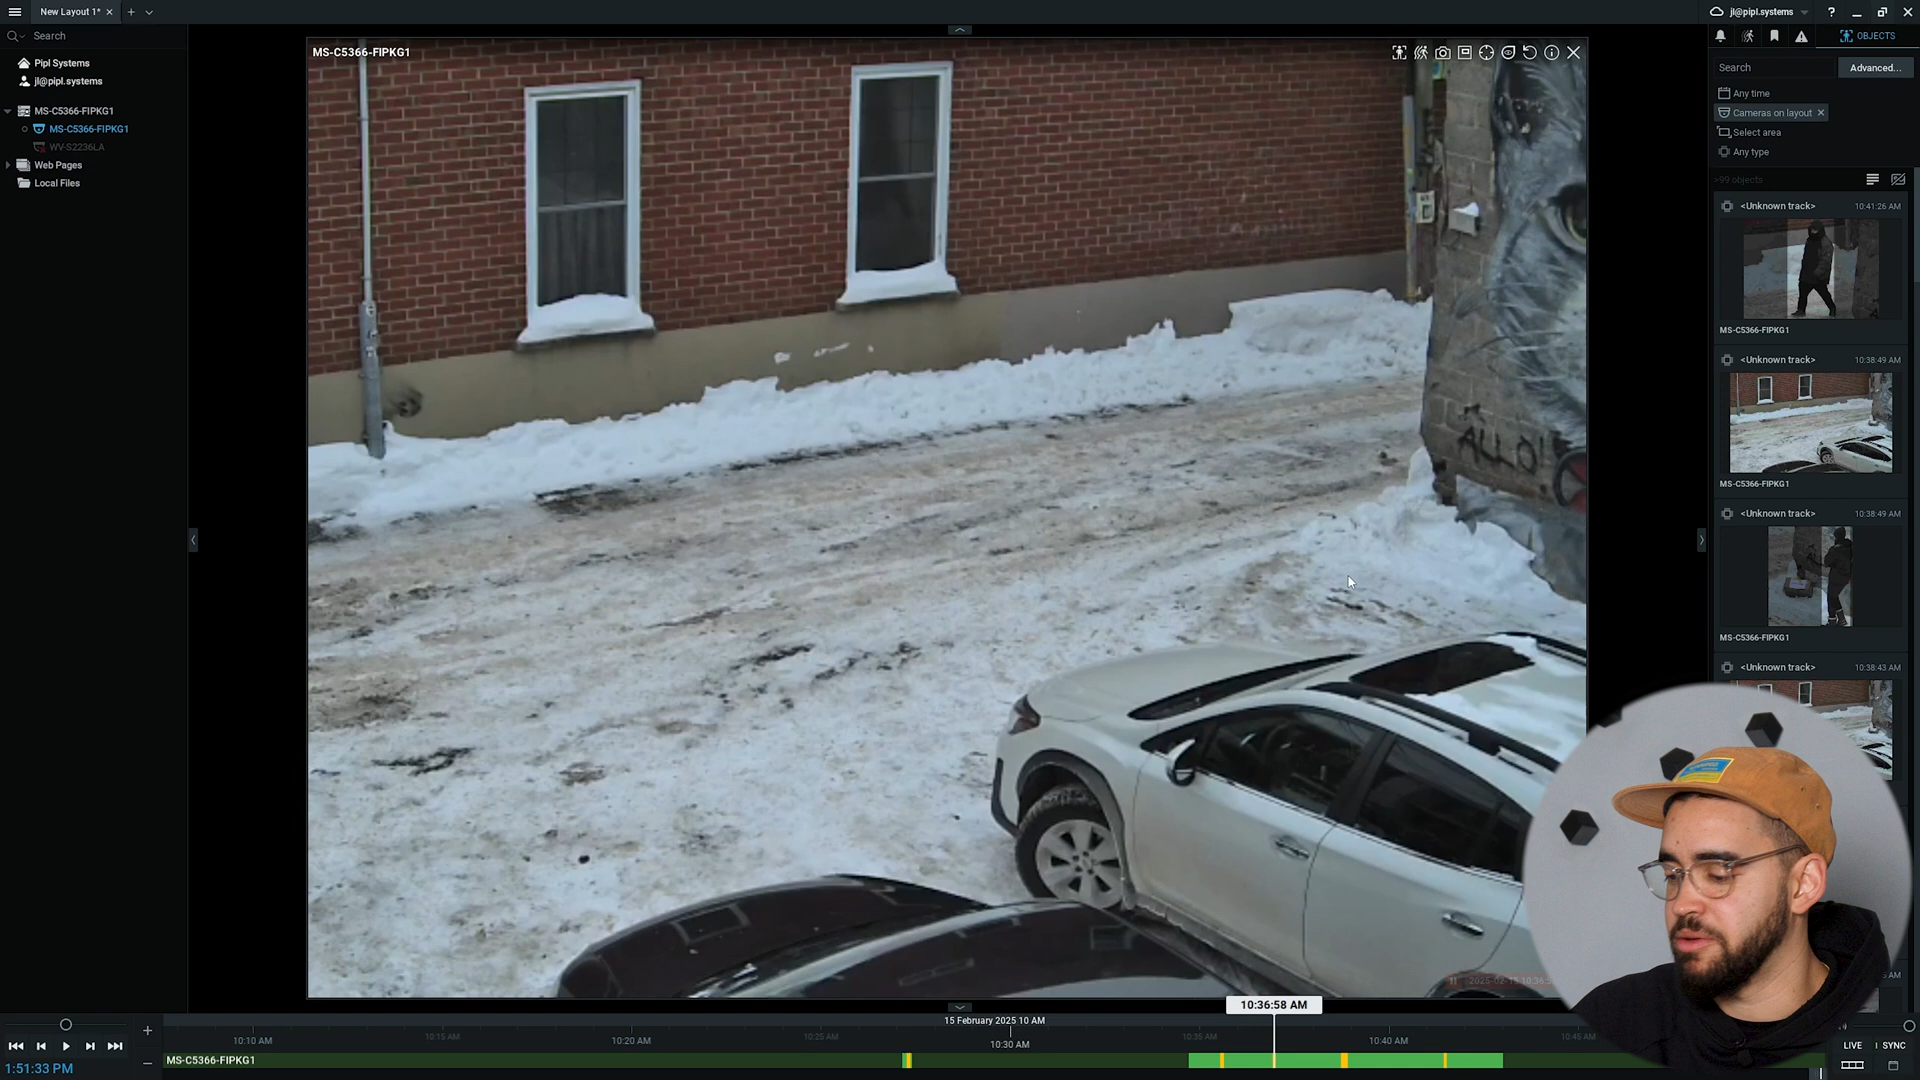 New Layout 1*
jl@pipl.systems
Search
Pipl Systems
jl@pipl.systems
MS-C5366-FIPKG1
MS-C5366-FIPKG1
WV-S2236LA
Web Pages
Local Files
MS-C5366-FIPKG1
ALLO!
OBJECTS
Search
Advanced...
Any time
Cameras on layout
Select area
Any type
>99 objects
<Unknown track> 10:41:26 AM
MS-C5366-FIPKG1
<Unknown track> 10:38:49 AM
MS-C5366-FIPKG1
<Unknown track> 10:38:49 AM
MS-C5366-FIPKG1
<Unknown track> 10:38:43 AM
10:36:58 AM
15 February 2025 10 AM
10:10 AM
10:15 AM
10:20 AM
10:25 AM
10:30 AM
10:35 AM
10:40 AM
10:45 AM
MS-C5366-FIPKG1
1:51:33 PM
LIVE
SYNC